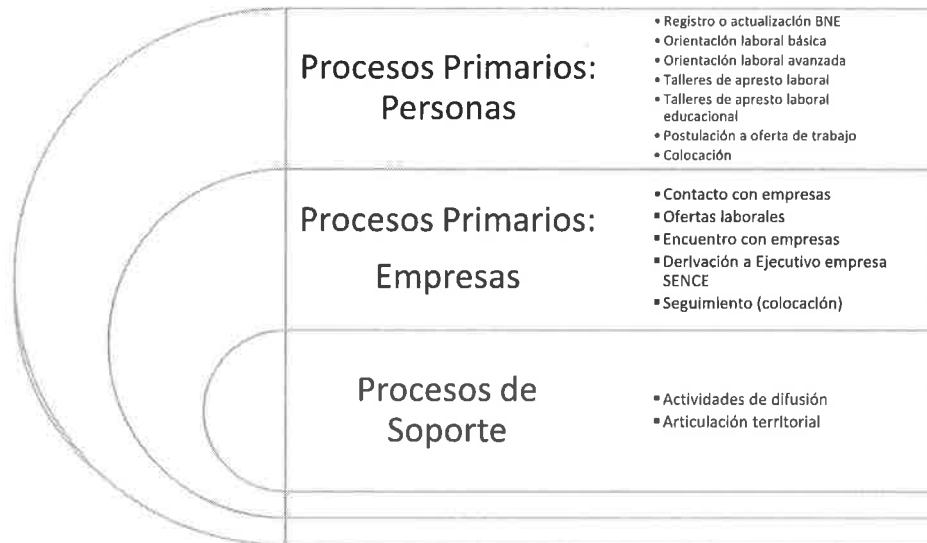 Procesos Primarios:
Personas
• Registro o actualización BNE
• Orientación laboral básica
• Orientación laboral avanzada
• Talleres de apresto laboral
• Talleres de apresto laboral
educacional
• Postulación a oferta de trabajo
• Colocación
Procesos Primarios:
Empresas
• Contacto con empresas
▪ Ofertas laborales
▪ Encuentro con empresas
▪ Derivación a Ejecutivo empresa
SENCE
▪ Seguimiento (colocación)
Procesos de
Soporte
▪ Actividades de difusión
▪ Articulación territorial